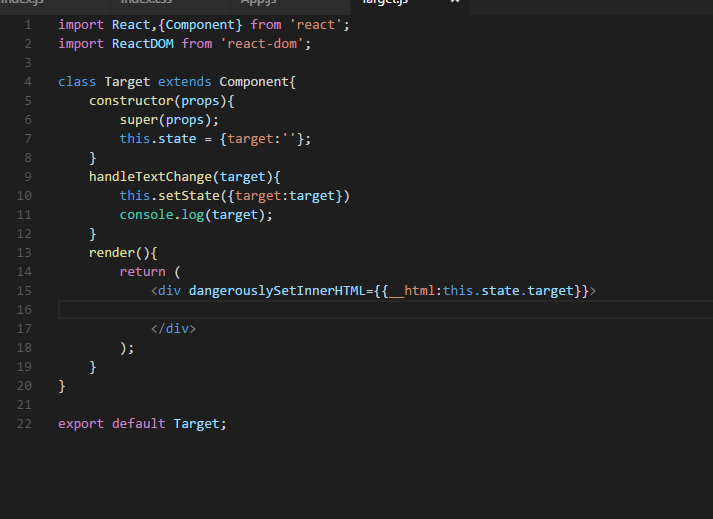 index.js index.css App.js Target.js ×
1 import React,{Component} from 'react';
2 import ReactDOM from 'react-dom';
3
4 class Target extends Component{
5     constructor(props){
6         super(props);
7         this.state = {target:''};
8     }
9     handleTextChange(target){
10         this.setState({target:target})
11         console.log(target);
12     }
13     render(){
14         return (
15             <div dangerouslySetInnerHTML={{__html:this.state.target}}>
16
17             </div>
18         );
19     }
20 }
21
22 export default Target;